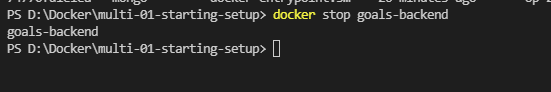 PS D:\Docker\multi-01-starting-setup> docker stop goals-backend
goals-backend
PS D:\Docker\multi-01-starting-setup>